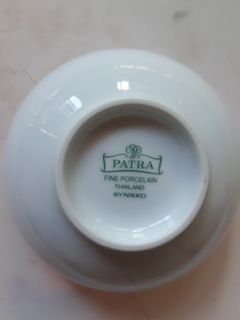 PATRA
FINE PORCELAIN
THAILAND
BY NIKKO